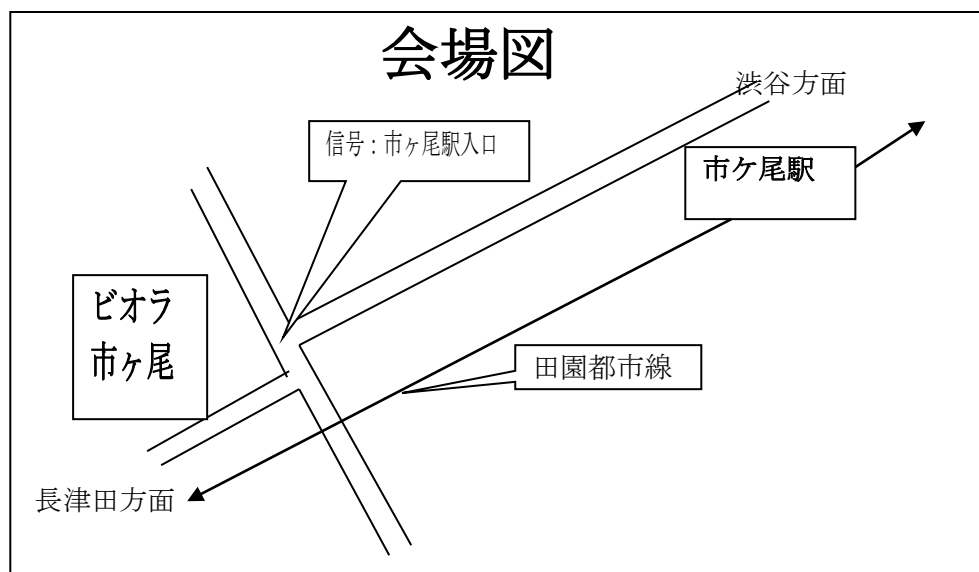 会場図
渋谷方面
信号：市ヶ尾駅入口
市ケ尾駅
ビオラ
市ヶ尾
田園都市線
長津田方面